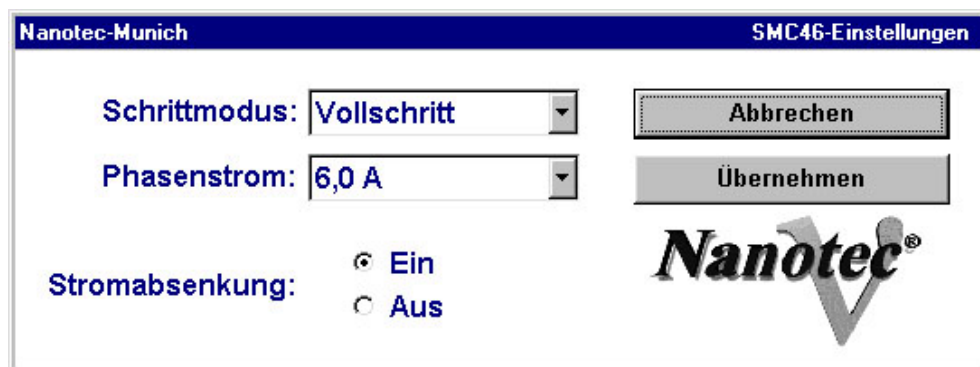 Nanotec-Munich SMC46-Einstellungen
Schrittmodus: Vollschritt Abbrechen
Phasenstrom: 6,0 A Übernehmen
Stromabsenkung:
Ein
Aus
Nanotec®